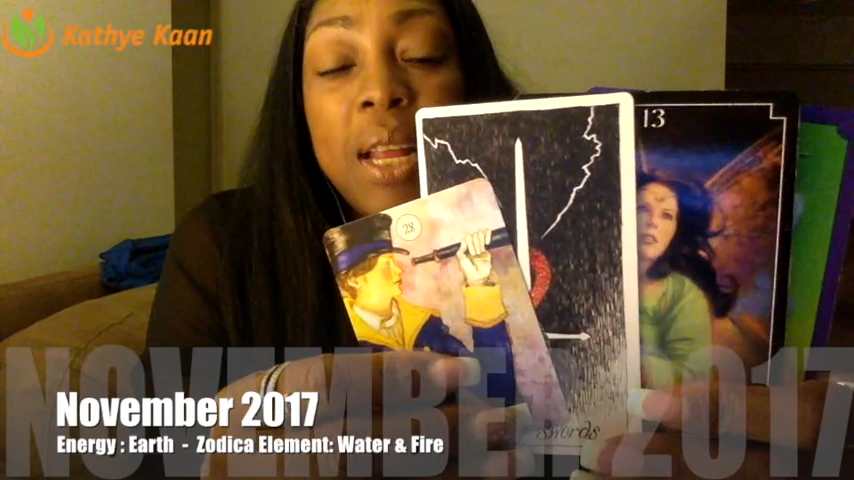 Kathye Kaan
13
28
Swords
NOVEMBER 2017
November 2017
Energy : Earth - Zodica Element: Water & Fire